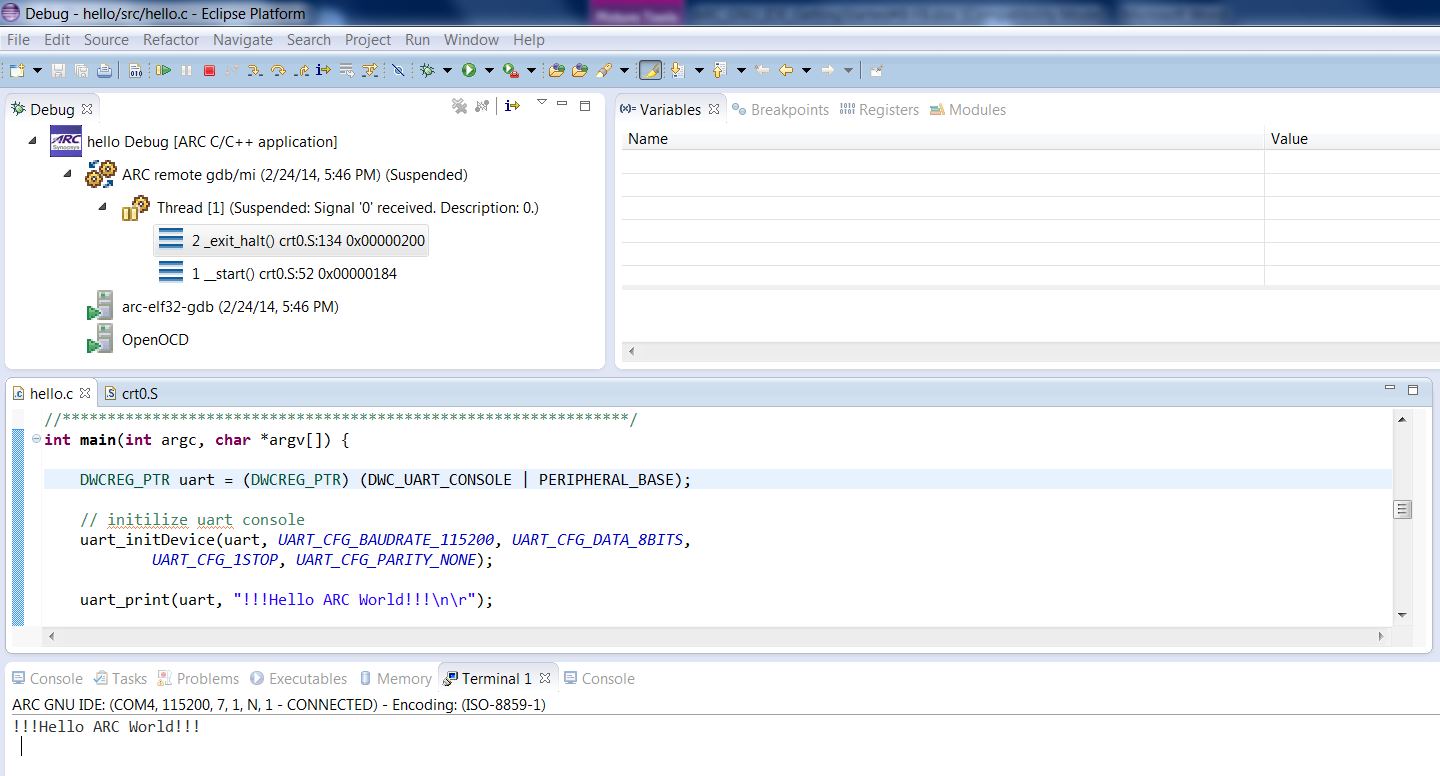 Debug - hello/src/hello.c - Eclipse Platform
File Edit Source Refactor Navigate Search Project Run Window Help
Debug
hello Debug [ARC C/C++ application]
ARC remote gdb/mi (2/24/14, 5:46 PM) (Suspended)
Thread [1] (Suspended: Signal '0' received. Description: 0.)
2 _exit_halt() crt0.S:134 0x00000200
1 __start() crt0.S:52 0x00000184
arc-elf32-gdb (2/24/14, 5:46 PM)
OpenOCD
(x)= Variables Breakpoints Registers Modules
Name Value
hello.c crt0.S
//***************************************************************/
int main(int argc, char *argv[]) {
DWCREG_PTR uart = (DWCREG_PTR) (DWC_UART_CONSOLE | PERIPHERAL_BASE);
// initilize uart console
uart_initDevice(uart, UART_CFG_BAUDRATE_115200, UART_CFG_DATA_8BITS,
UART_CFG_1STOP, UART_CFG_PARITY_NONE);
uart_print(uart, "!!!Hello ARC World!!!\n\r");
Console Tasks Problems Executables Memory Terminal 1 Console
ARC GNU IDE: (COM4, 115200, 7, 1, N, 1 - CONNECTED) - Encoding: (ISO-8859-1)
!!!Hello ARC World!!!